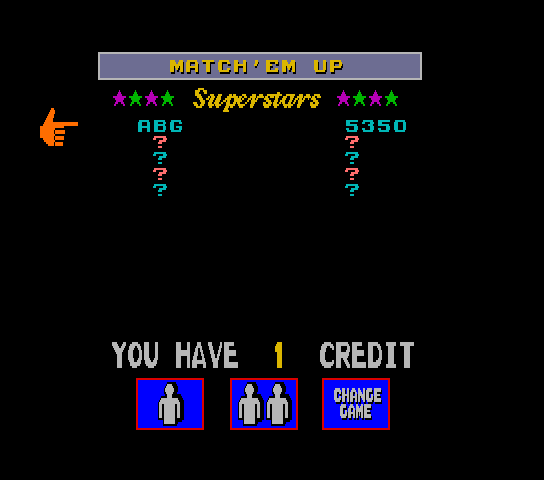 MATCH'EM UP
Superstars
ABG 5350
? ?
? ?
? ?
? ?
YOU HAVE 1 CREDIT
CHANGE
GAME